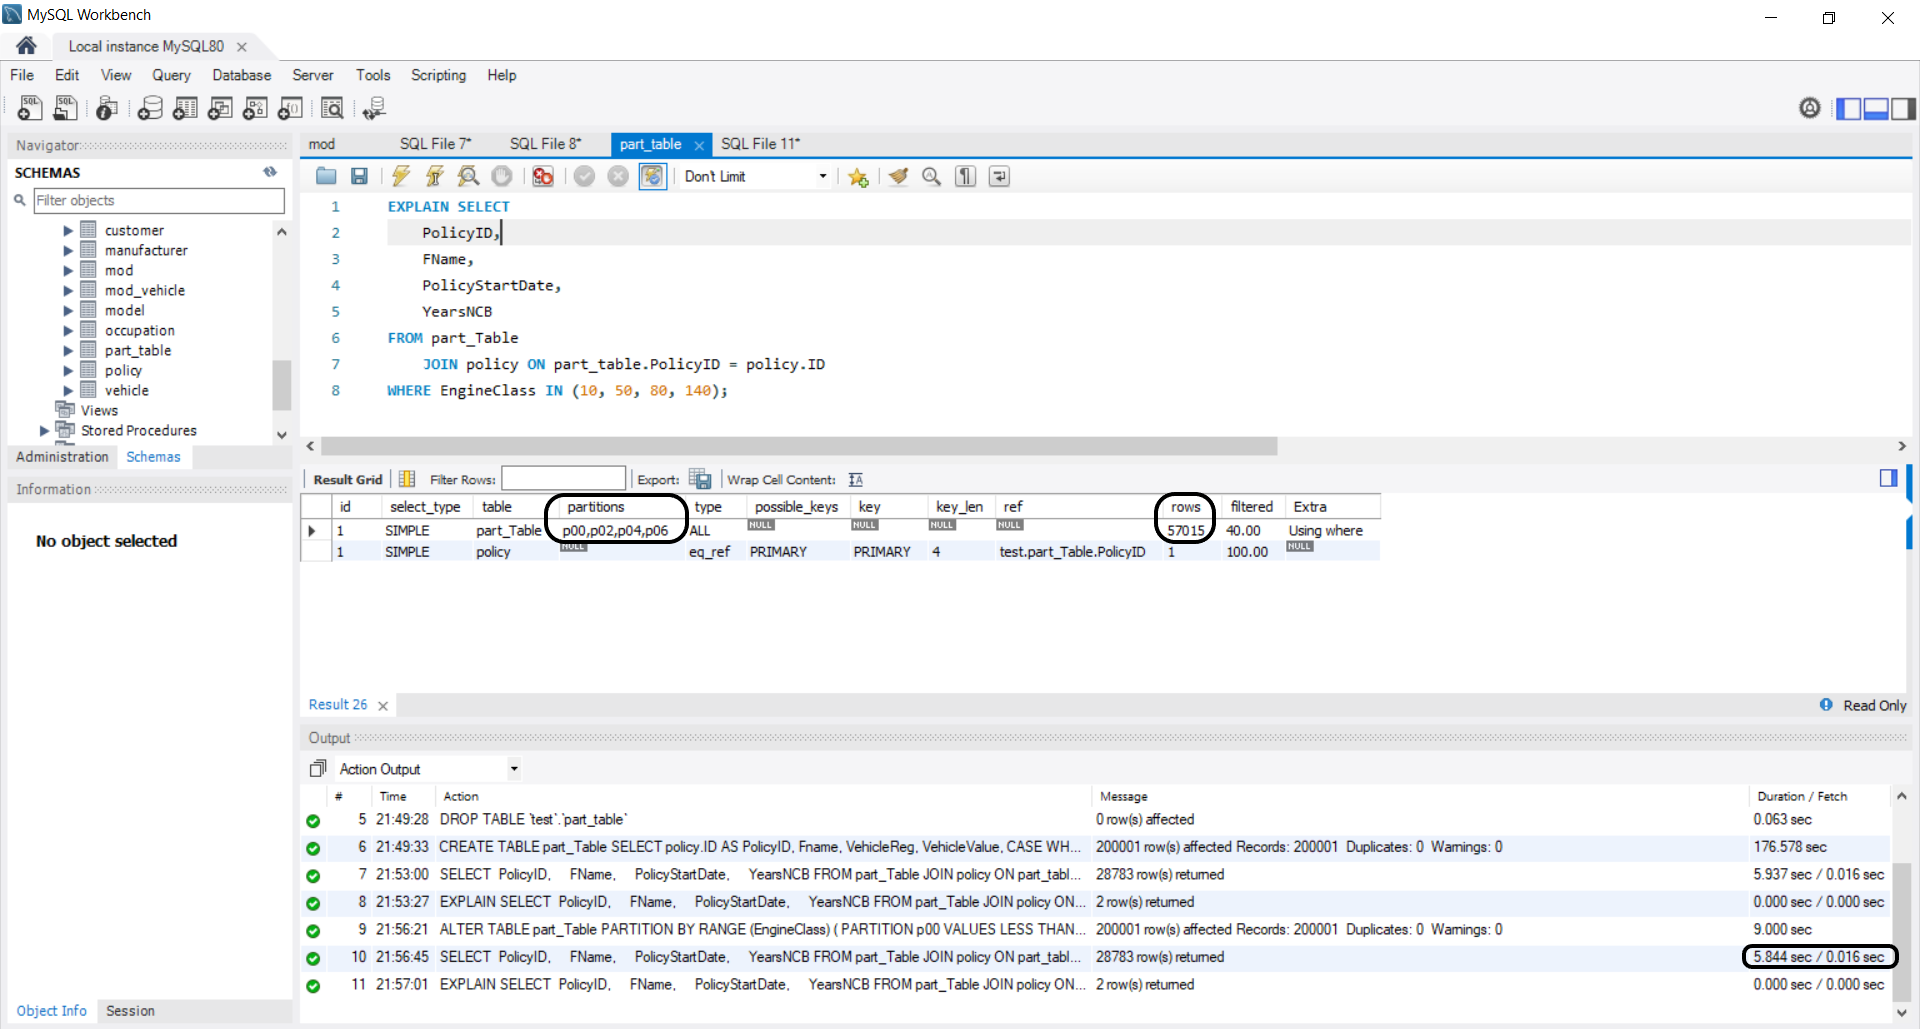 MySQL Workbench
Local instance MySQL80
File Edit View Query Database Server Tools Scripting Help
Navigator
SCHEMAS
Filter objects
customer
manufacturer
mod
mod_vehicle
model
occupation
part_table
policy
vehicle
Views
Stored Procedures
Administration Schemas
Information
No object selected
Object Info Session
mod SQL File 7* SQL File 8* part_table SQL File 11*
Don't Limit
1 EXPLAIN SELECT
2 PolicyID,
3 FName,
4 PolicyStartDate,
5 YearsNCB
6 FROM part_Table
7 JOIN policy ON part_table.PolicyID = policy.ID
8 WHERE EngineClass IN (10, 50, 80, 140);
Result Grid Filter Rows: Export: Wrap Cell Content:
id select_type table partitions type possible_keys key key_len ref rows filtered Extra
1 SIMPLE part_Table p00,p02,p04,p06 ALL NULL NULL NULL NULL 57015 40.00 Using where
1 SIMPLE policy NULL eq_ref PRIMARY PRIMARY 4 test.part_Table.PolicyID 1 100.00 NULL
Result 26
Read Only
Output
Action Output
# Time Action Message Duration / Fetch
5 21:49:28 DROP TABLE `test`.`part_table` 0 row(s) affected 0.063 sec
6 21:49:33 CREATE TABLE part_Table SELECT policy.ID AS PolicyID, Fname, VehicleReg, VehicleValue, CASE WH... 200001 row(s) affected Records: 200001 Duplicates: 0 Warnings: 0 176.578 sec
7 21:53:00 SELECT PolicyID, FName, PolicyStartDate, YearsNCB FROM part_Table JOIN policy ON part_tabl... 28783 row(s) returned 5.937 sec / 0.016 sec
8 21:53:27 EXPLAIN SELECT PolicyID, FName, PolicyStartDate, YearsNCB FROM part_Table JOIN policy ON... 2 row(s) returned 0.000 sec / 0.000 sec
9 21:56:21 ALTER TABLE part_Table PARTITION BY RANGE (EngineClass) ( PARTITION p00 VALUES LESS THAN... 200001 row(s) affected Records: 200001 Duplicates: 0 Warnings: 0 9.000 sec
10 21:56:45 SELECT PolicyID, FName, PolicyStartDate, YearsNCB FROM part_Table JOIN policy ON part_tabl... 28783 row(s) returned 5.844 sec / 0.016 sec
11 21:57:01 EXPLAIN SELECT PolicyID, FName, PolicyStartDate, YearsNCB FROM part_Table JOIN policy ON... 2 row(s) returned 0.000 sec / 0.000 sec